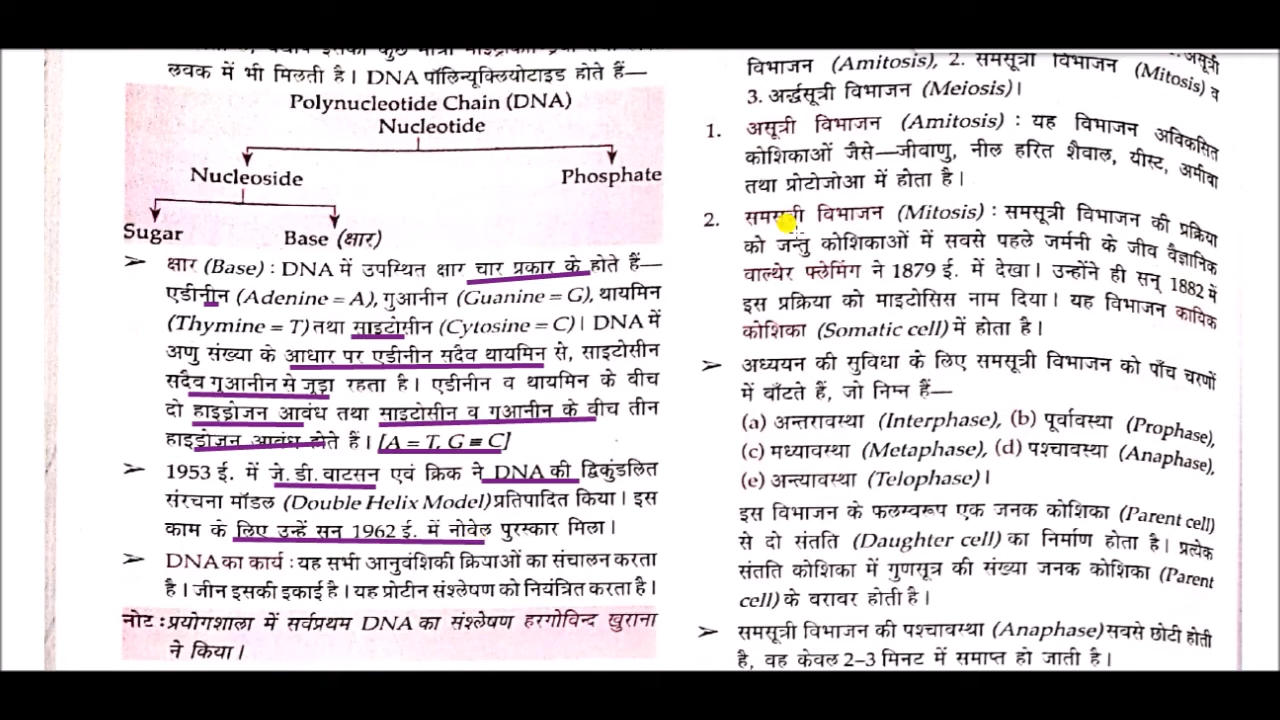 लवक में भी मिलती है। DNA पॉलिन्यूक्लियोटाइड होते हैं—
Polynucleotide Chain (DNA)
Nucleotide
Nucleoside
Phosphate
Sugar
Base (क्षार)
➢ क्षार (Base) : DNA में उपस्थित क्षार चार प्रकार के होते हैं—
एडीनीन (Adenine = A), गुआनीन (Guanine = G), थायमिन
(Thymine = T) तथा साइटोसीन (Cytosine = C)। DNA में
अणु संख्या के आधार पर एडीनीन सदैव थायमिन से, साइटोसीन
सदैव गुआनीन से जुड़ा रहता है। एडीनीन व थायमिन के बीच
दो हाइड्रोजन आबंध तथा साइटोसीन व गुआनीन के बीच तीन
हाइड्रोजन आबंध होते हैं। [A = T, G ≡ C]
➢ 1953 ई. में जे. डी. वाटसन एवं क्रिक ने DNA की द्विकुंडलित
संरचना मॉडल (Double Helix Model) प्रतिपादित किया। इस
काम के लिए उन्हें सन् 1962 ई. में नोबेल पुरस्कार मिला।
➢ DNA का कार्य : यह सभी आनुवंशिकी क्रियाओं का संचालन करता
है। जीन इसकी इकाई है। यह प्रोटीन संश्लेषण को नियंत्रित करता है।
नोट : प्रयोगशाला में सर्वप्रथम DNA का संश्लेषण हरगोविन्द खुराना
ने किया।
विभाजन (Amitosis), 2. समसूत्री विभाजन (Mitosis) व
3. अर्द्धसूत्री विभाजन (Meiosis)।
1. असूत्री विभाजन (Amitosis) : यह विभाजन अविकसित
कोशिकाओं जैसे—जीवाणु, नील हरित शैवाल, यीस्ट, अमीबा
तथा प्रोटोजोआ में होता है।
2. समसूत्री विभाजन (Mitosis) : समसूत्री विभाजन की प्रक्रिया
को जन्तु कोशिकाओं में सबसे पहले जर्मनी के जीव वैज्ञानिक
वाल्थेर फ्लेमिंग ने 1879 ई. में देखा। उन्होंने ही सन् 1882 में
इस प्रक्रिया को माइटोसिस नाम दिया। यह विभाजन कायिक
कोशिका (Somatic cell) में होता है।
➢ अध्ययन की सुविधा के लिए समसूत्री विभाजन को पाँच चरणों
में बाँटते हैं, जो निम्न हैं—
(a) अन्तरावस्था (Interphase), (b) पूर्वावस्था (Prophase),
(c) मध्यावस्था (Metaphase), (d) पश्चावस्था (Anaphase),
(e) अन्त्यावस्था (Telophase)।
इस विभाजन के फलस्वरूप एक जनक कोशिका (Parent cell)
से दो संतति (Daughter cell) का निर्माण होता है। प्रत्येक
संतति कोशिका में गुणसूत्र की संख्या जनक कोशिका (Parent
cell) के बराबर होती है।
➢ समसूत्री विभाजन की पश्चावस्था (Anaphase) सबसे छोटी होती
है, वह केवल 2–3 मिनट में समाप्त हो जाती है।